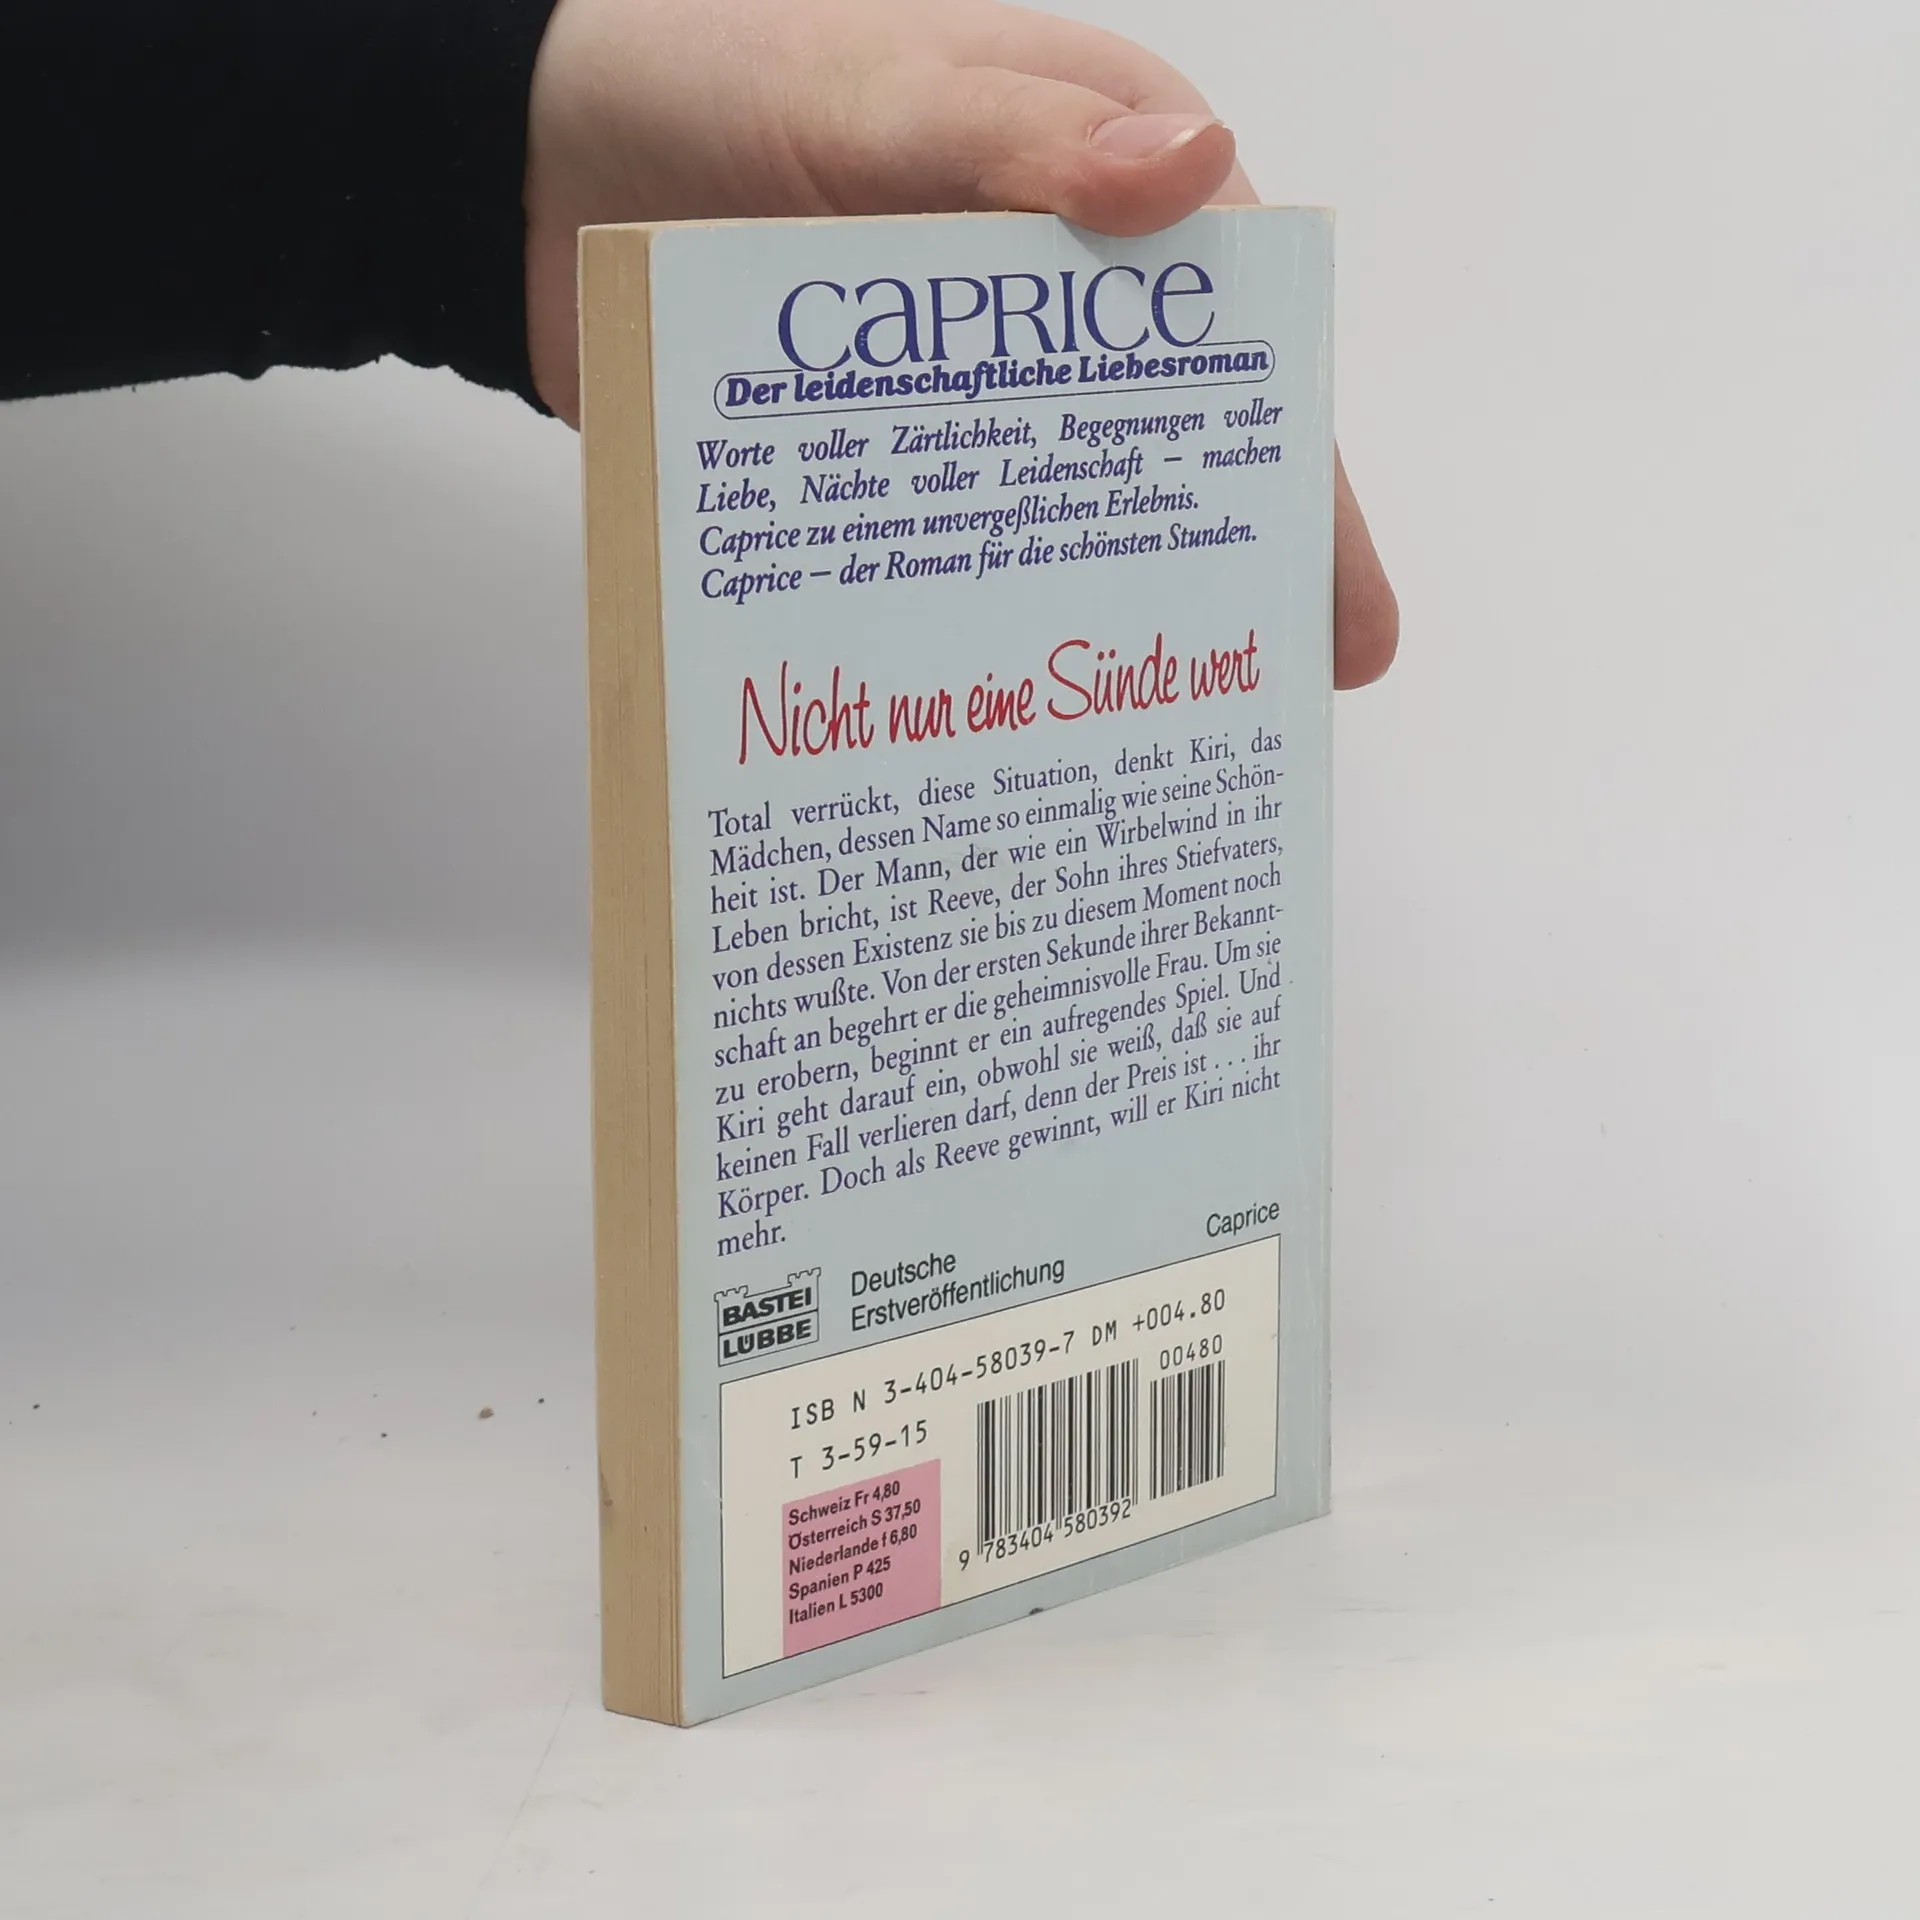 CAPRICE
Der leidenschaftliche Liebesroman
Worte voller Zärtlichkeit, Begegnungen voller
Liebe, Nächte voller Leidenschaft – machen
Caprice zu einem unvergeßlichen Erlebnis.
Caprice – der Roman für die schönsten Stunden.
Nicht nur eine Sünde wert
Total verrückt, diese Situation, denkt Kiri, das
Mädchen, dessen Name so einmalig wie seine Schön-
heit ist. Der Mann, der wie ein Wirbelwind in ihr
Leben bricht, ist Reeve, der Sohn ihres Stiefvaters,
von dessen Existenz sie bis zu diesem Moment noch
nichts wußte. Von der ersten Sekunde ihrer Bekannt-
schaft an begehrt er die geheimnisvolle Frau. Um sie
zu erobern, beginnt er ein aufregendes Spiel. Und
Kiri geht darauf ein, obwohl sie weiß, daß sie auf
keinen Fall verlieren darf, denn der Preis ist . . . ihr
Körper. Doch als Reeve gewinnt, will er Kiri nicht
mehr.
Caprice
BASTEI
LÜBBE
Deutsche
Erstveröffentlichung
ISB N 3-404-58039-7 DM +004.80
T 3-59-15
00480
Schweiz Fr 4,80
Österreich S 37,50
Niederlande f 6,80
Spanien P 425
Italien L 5300
9 783404 580392